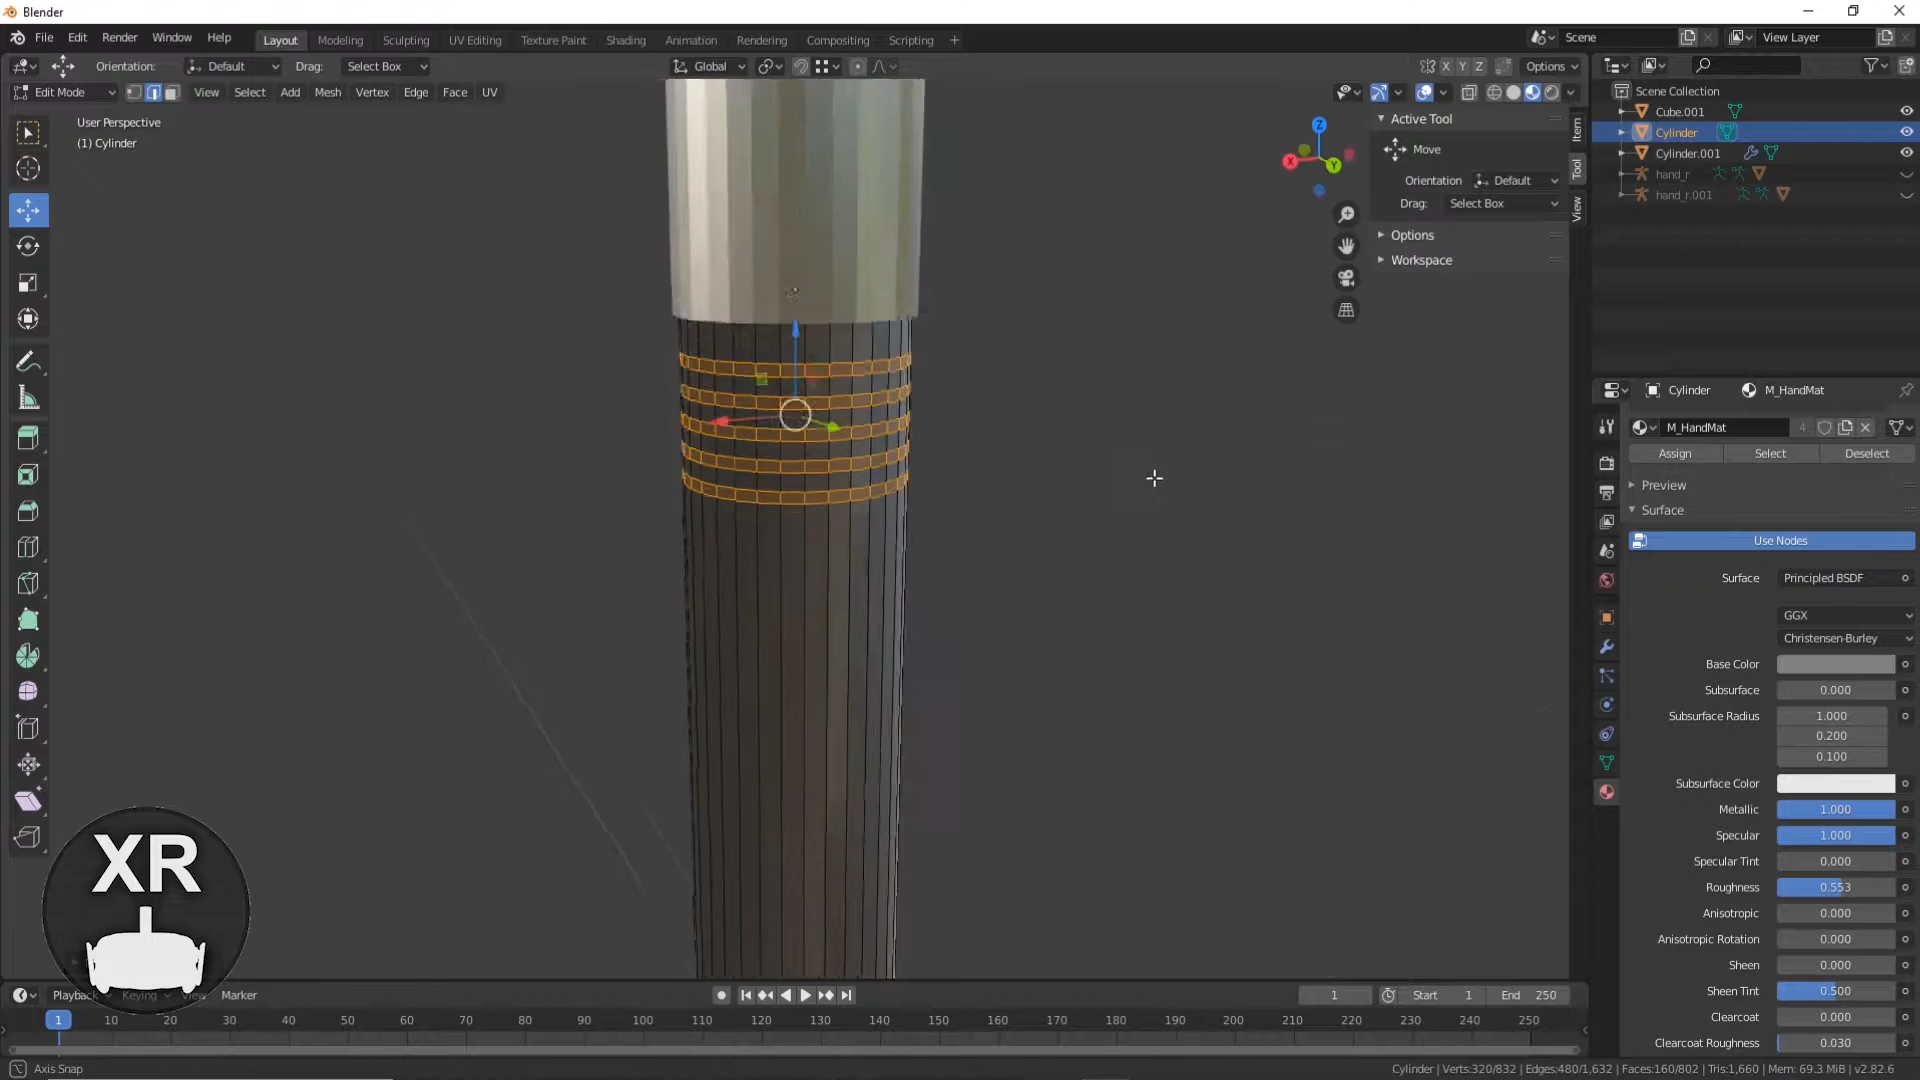 Blender
File Edit Render Window Help Layout Modeling Sculpting UV Editing Texture Paint Shading Animation Rendering Compositing Scripting + Scene View Layer
Orientation: Default Drag: Select Box Global X Y Z Options
Edit Mode View Select Add Mesh Vertex Edge Face UV
User Perspective
(1) Cylinder
Z
X
Y
Active Tool
Move
Orientation Default
Drag: Select Box
Options
Workspace
Item
Tool
View
Scene Collection
Cube.001
Cylinder
Cylinder.001
hand_r
hand_r.001
Cylinder M_HandMat
M_HandMat 4
Assign Select Deselect
Preview
Surface
Use Nodes
Surface Principled BSDF
GGX
Christensen-Burley
Base Color
Subsurface 0.000
Subsurface Radius 1.000
0.200
0.100
Subsurface Color
Metallic 1.000
Specular 1.000
Specular Tint 0.000
Roughness 0.553
Anisotropic 0.000
Anisotropic Rotation 0.000
Sheen 0.000
Sheen Tint 0.500
Clearcoat 0.000
Clearcoat Roughness 0.030
XR
Playback Keying View Marker 1 Start 1 End 250
1 10 20 30 40 50 60 70 80 90 100 110 120 130 140 150 160 170 180 190 200 210 220 230 240 250
Axis Snap
Cylinder | Verts:320/832 | Edges:480/1,632 | Faces:160/802 | Tris:1,660 | Mem: 69.3 MiB | v2.82.6